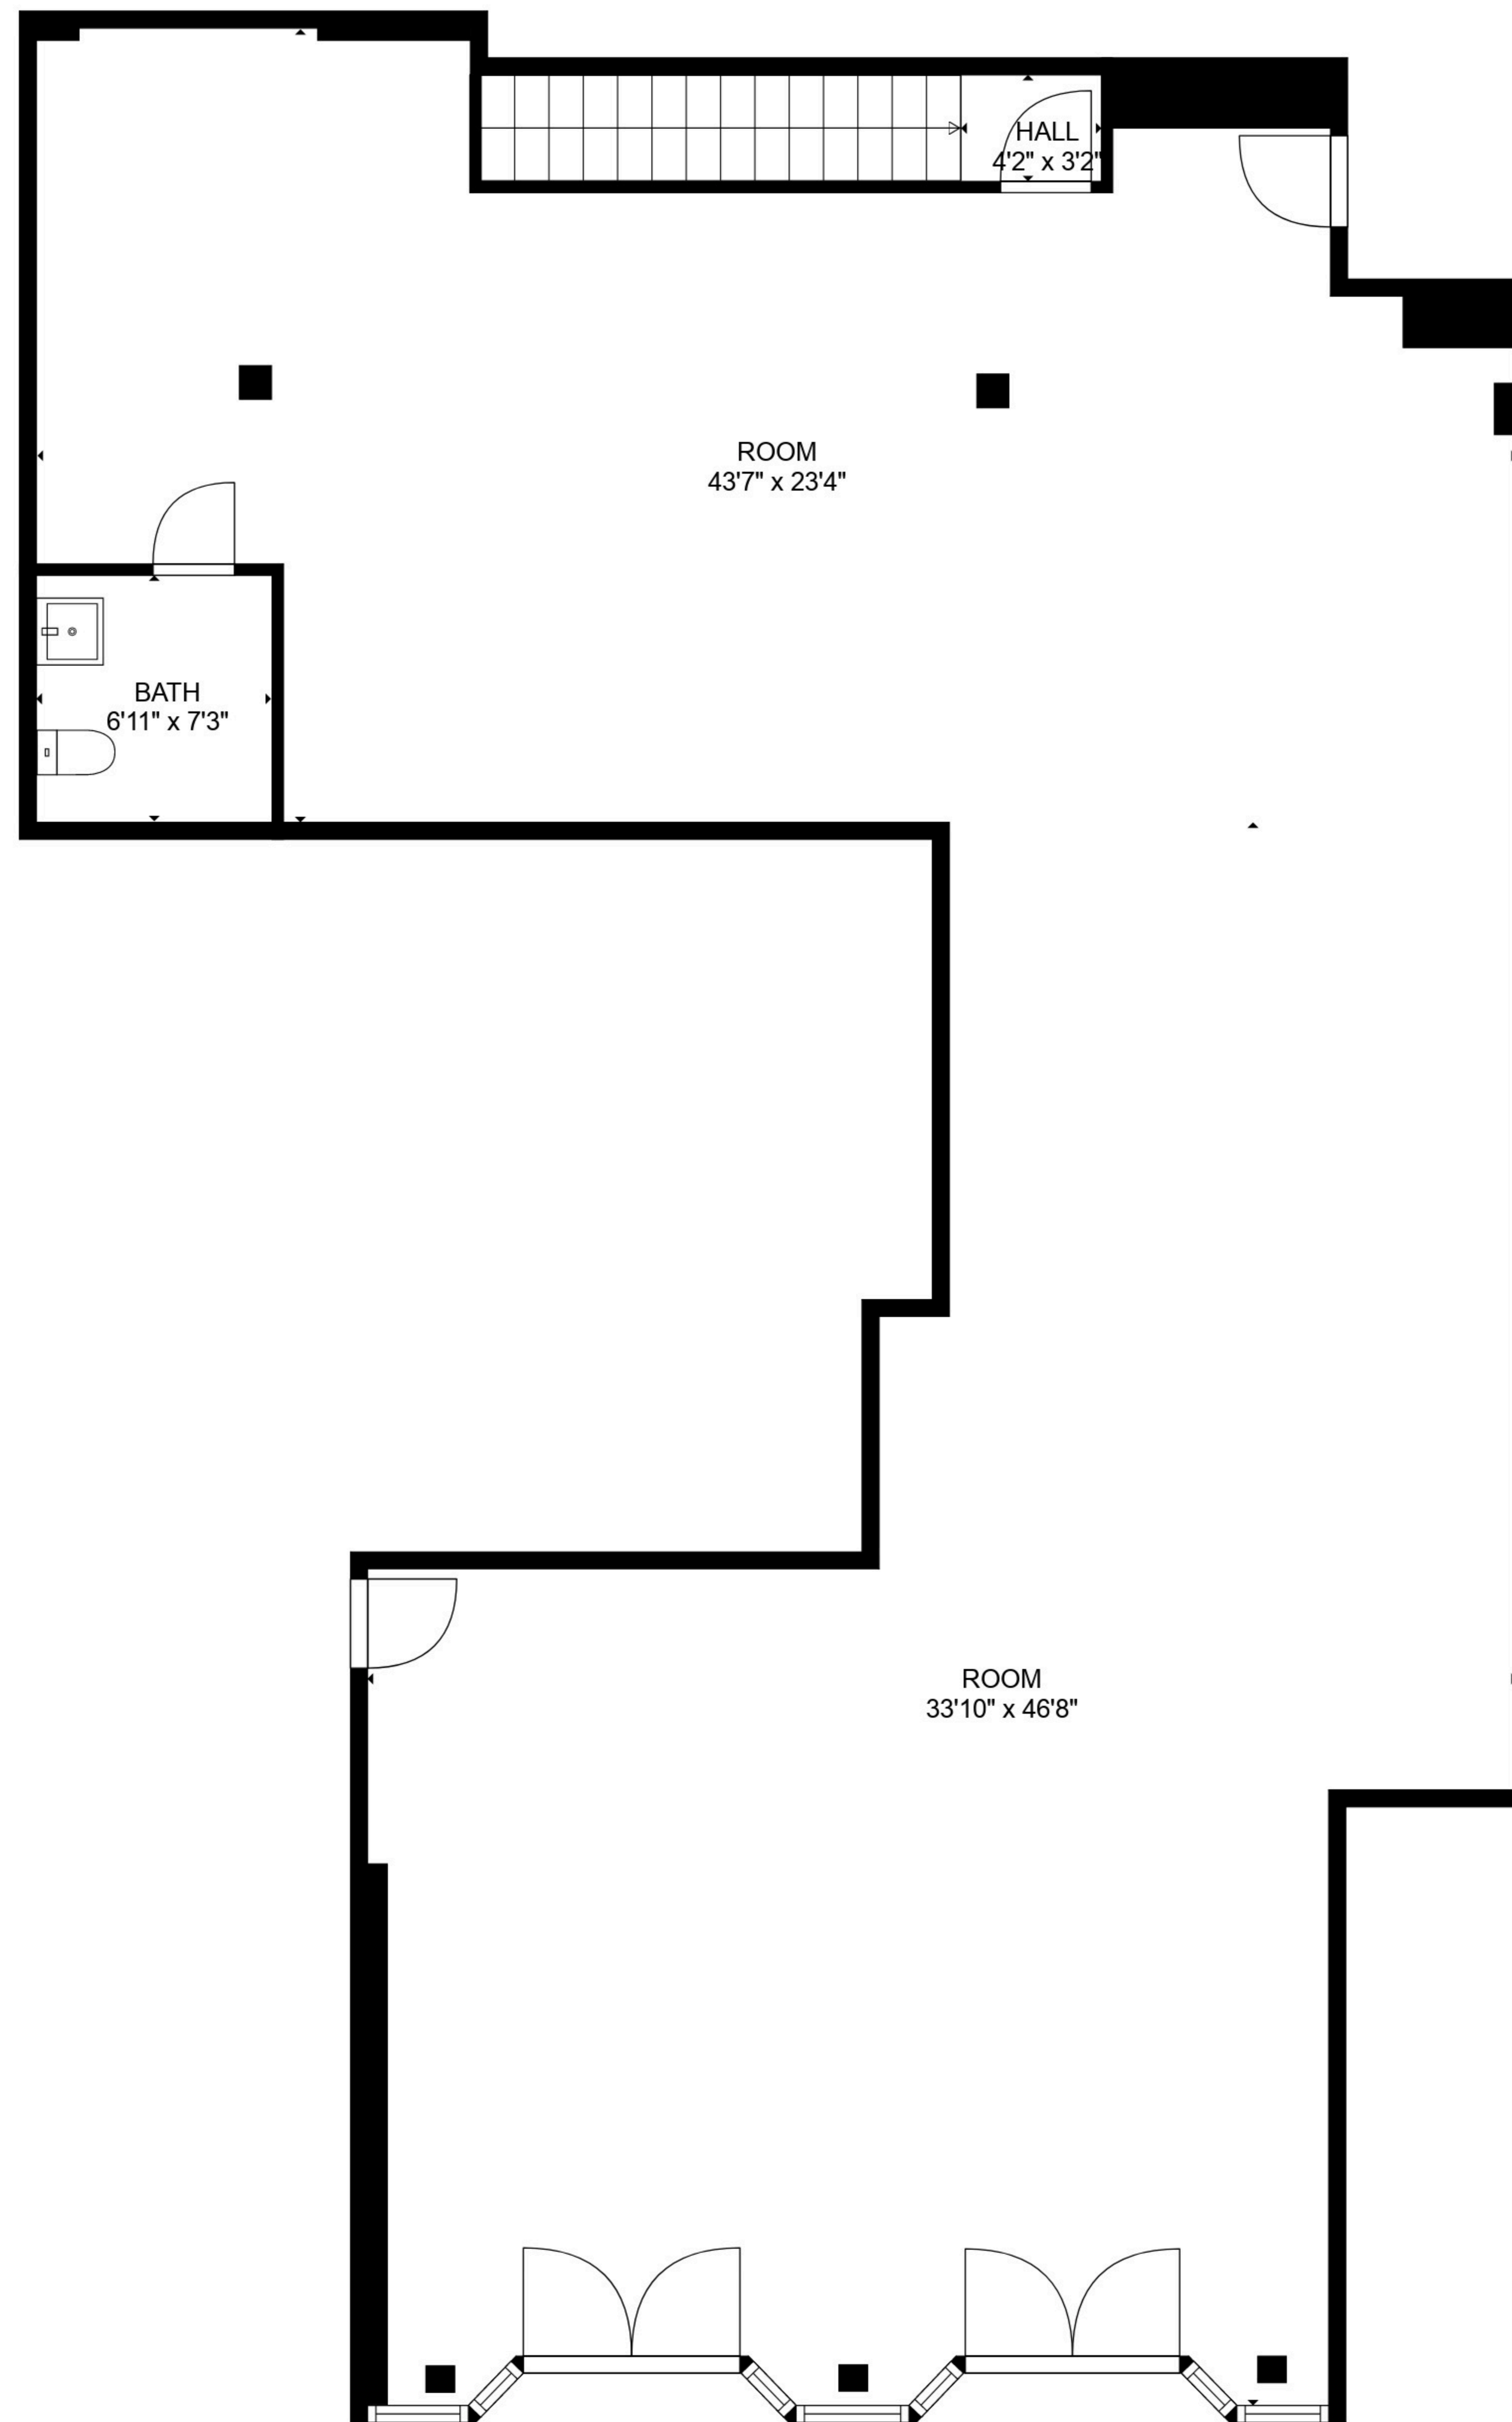 HALL
4'2" x 3'2"
ROOM
43'7" x 23'4"
BATH
6'11" x 7'3"
ROOM
33'10" x 46'8"